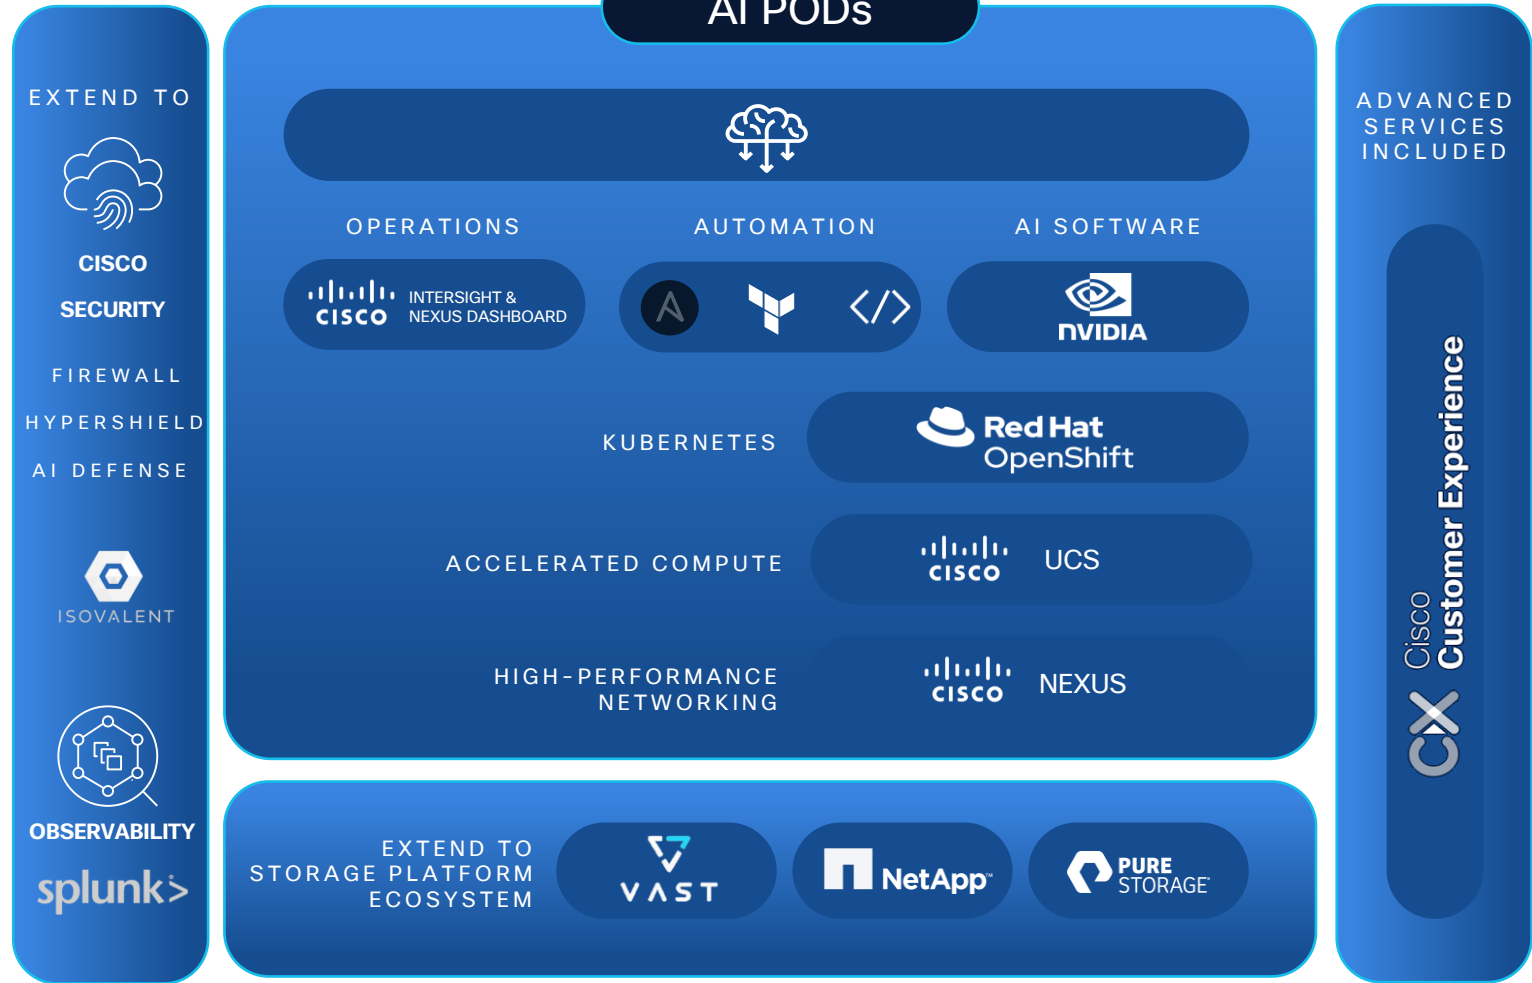 AI PODs
EXTEND TO
CISCO
SECURITY
FIREWALL
HYPERSHIELD
AI DEFENSE
ISOVALENT
OBSERVABILITY
splunk>
OPERATIONS
CISCO
INTERSIGHT &
NEXUS DASHBOARD
AUTOMATION
A
</>
AI SOFTWARE
NVIDIA
KUBERNETES
Red Hat
OpenShift
ACCELERATED COMPUTE
CISCO
UCS
HIGH-PERFORMANCE
NETWORKING
CISCO
NEXUS
EXTEND TO
STORAGE PLATFORM
ECOSYSTEM
VAST
NetApp™
PURE
STORAGE®
ADVANCED
SERVICES
INCLUDED
CX
Cisco
Customer Experience